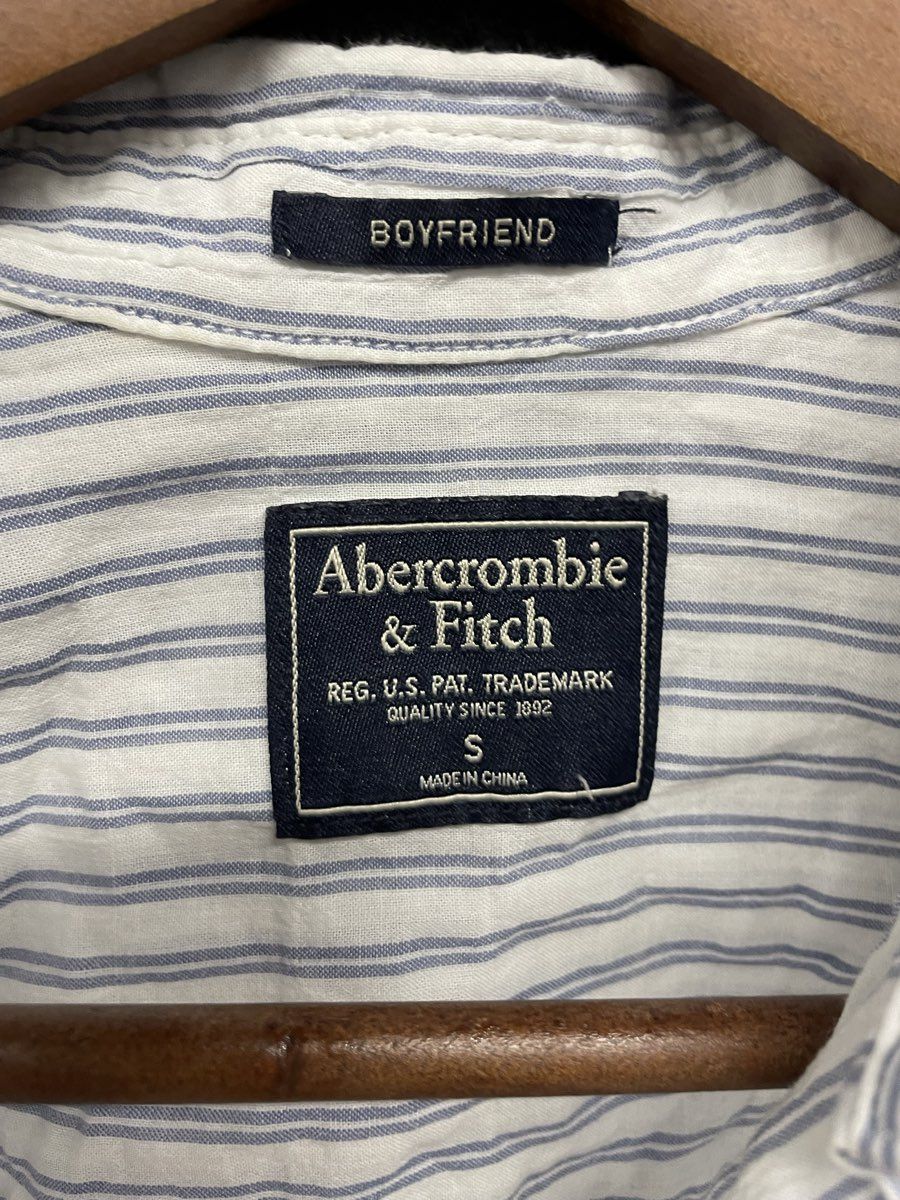 BOYFRIEND
Abercrombie
& Fitch
REG. U.S. PAT. TRADEMARK
QUALITY SINCE 1892
S
MADE IN CHINA